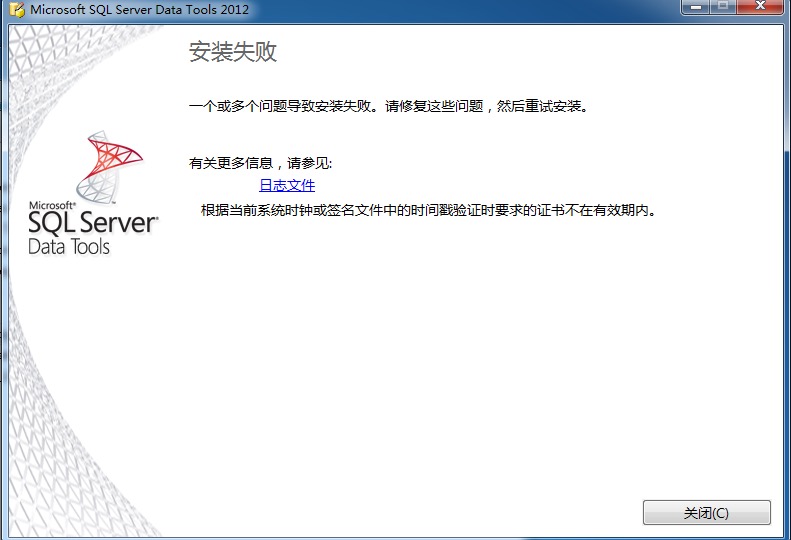 Microsoft SQL Server Data Tools 2012
安装失败
一个或多个问题导致安装失败。请修复这些问题，然后重试安装。
有关更多信息，请参见:
日志文件
根据当前系统时钟或签名文件中的时间戳验证时要求的证书不在有效期内。
Microsoft®
SQL Server®
Data Tools
关闭(C)